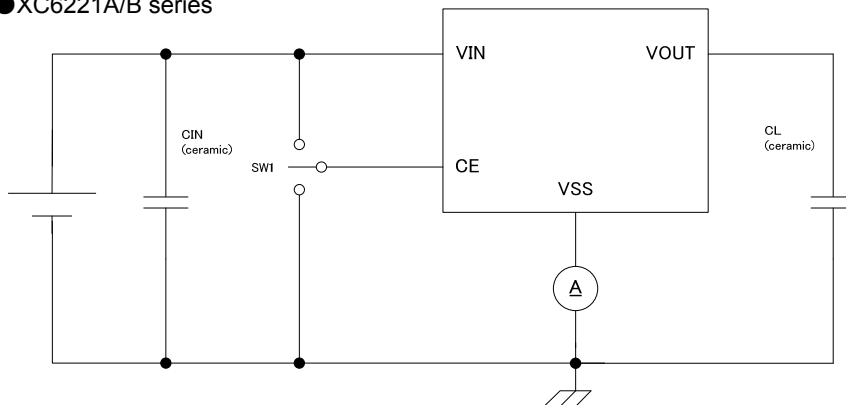 ●XC6221A/B series
VIN
VOUT
CIN
(ceramic)
CL
(ceramic)
SW1
CE
VSS
A